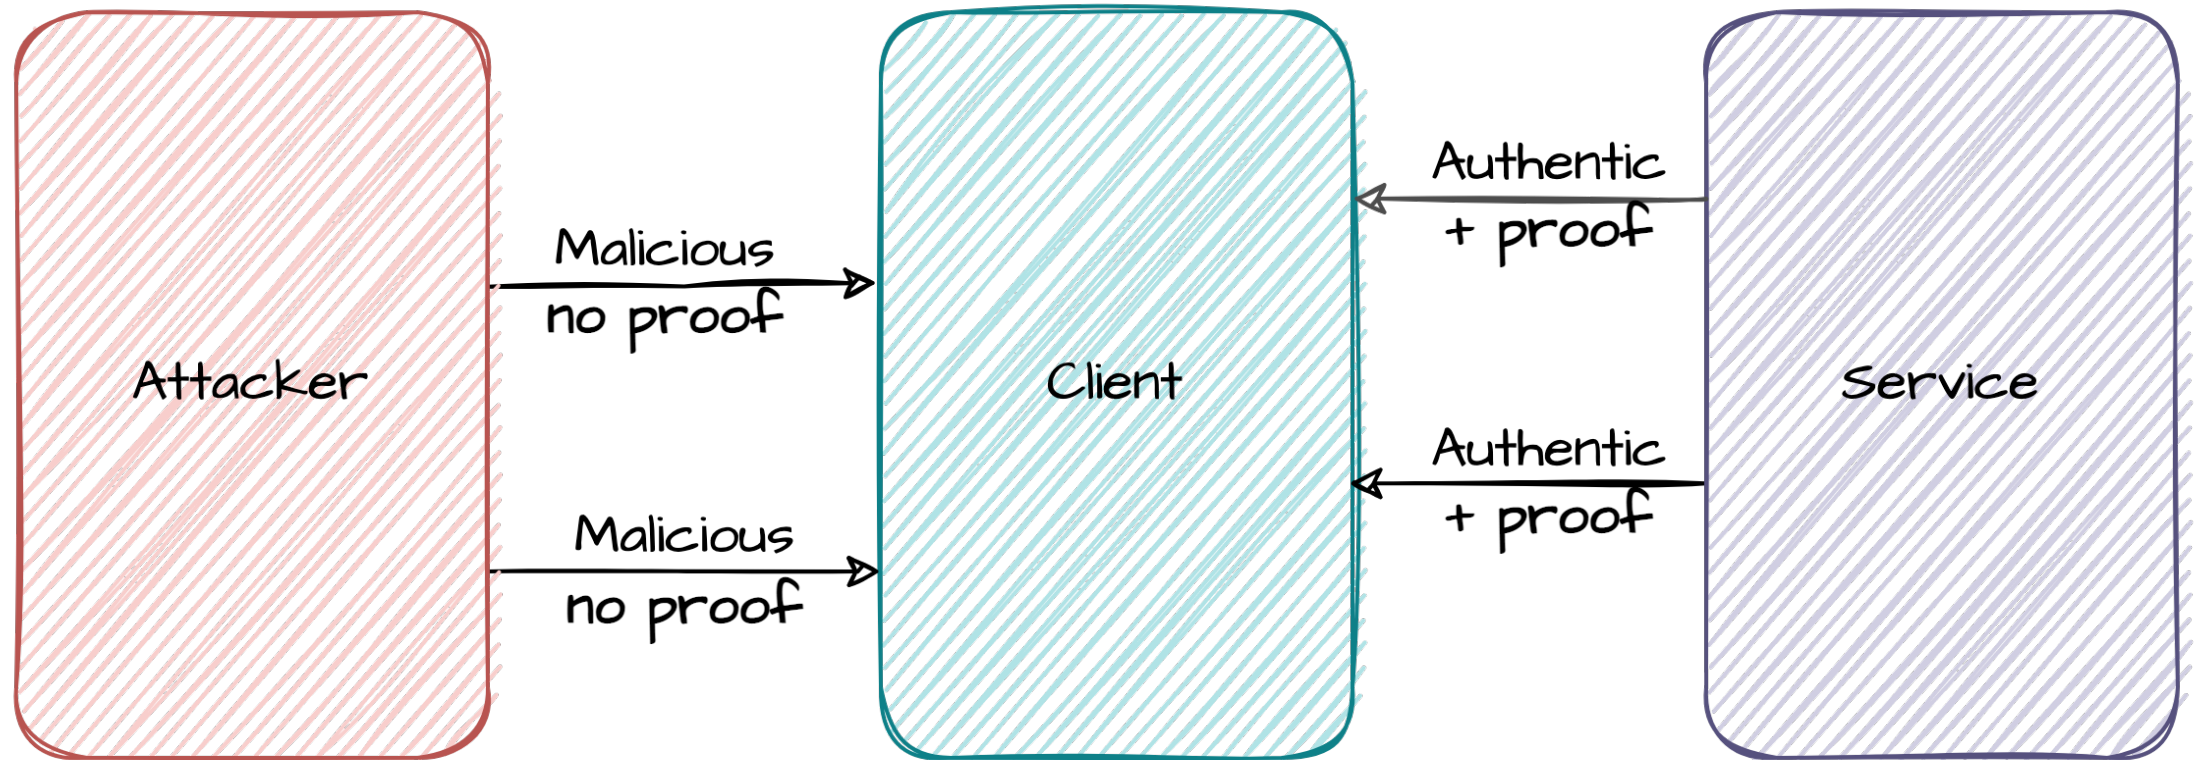 Authentic
+ proof
Malicious
no proof
Attacker
Client
Service
Authentic
+ proof
Malicious
no proof